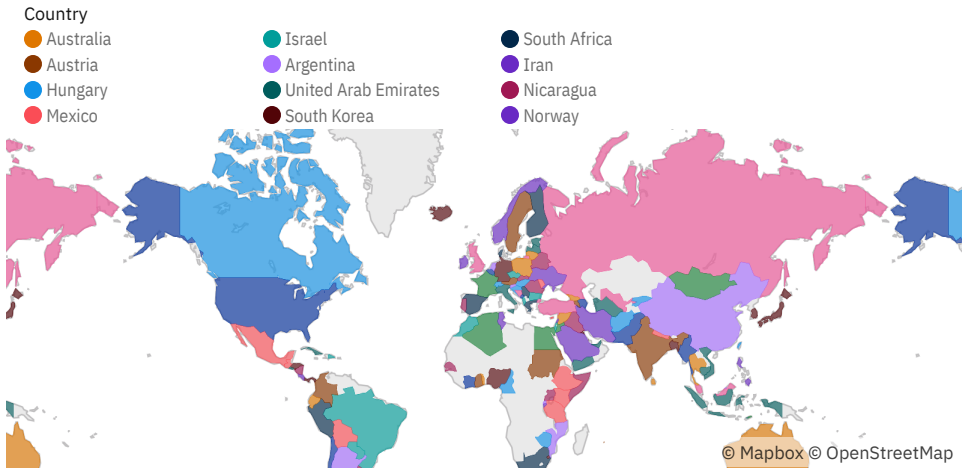 Country
Australia
Austria
Hungary
Mexico
Israel
Argentina
United Arab Emirates
South Korea
South Africa
Iran
Nicaragua
Norway
© Mapbox © OpenStreetMap